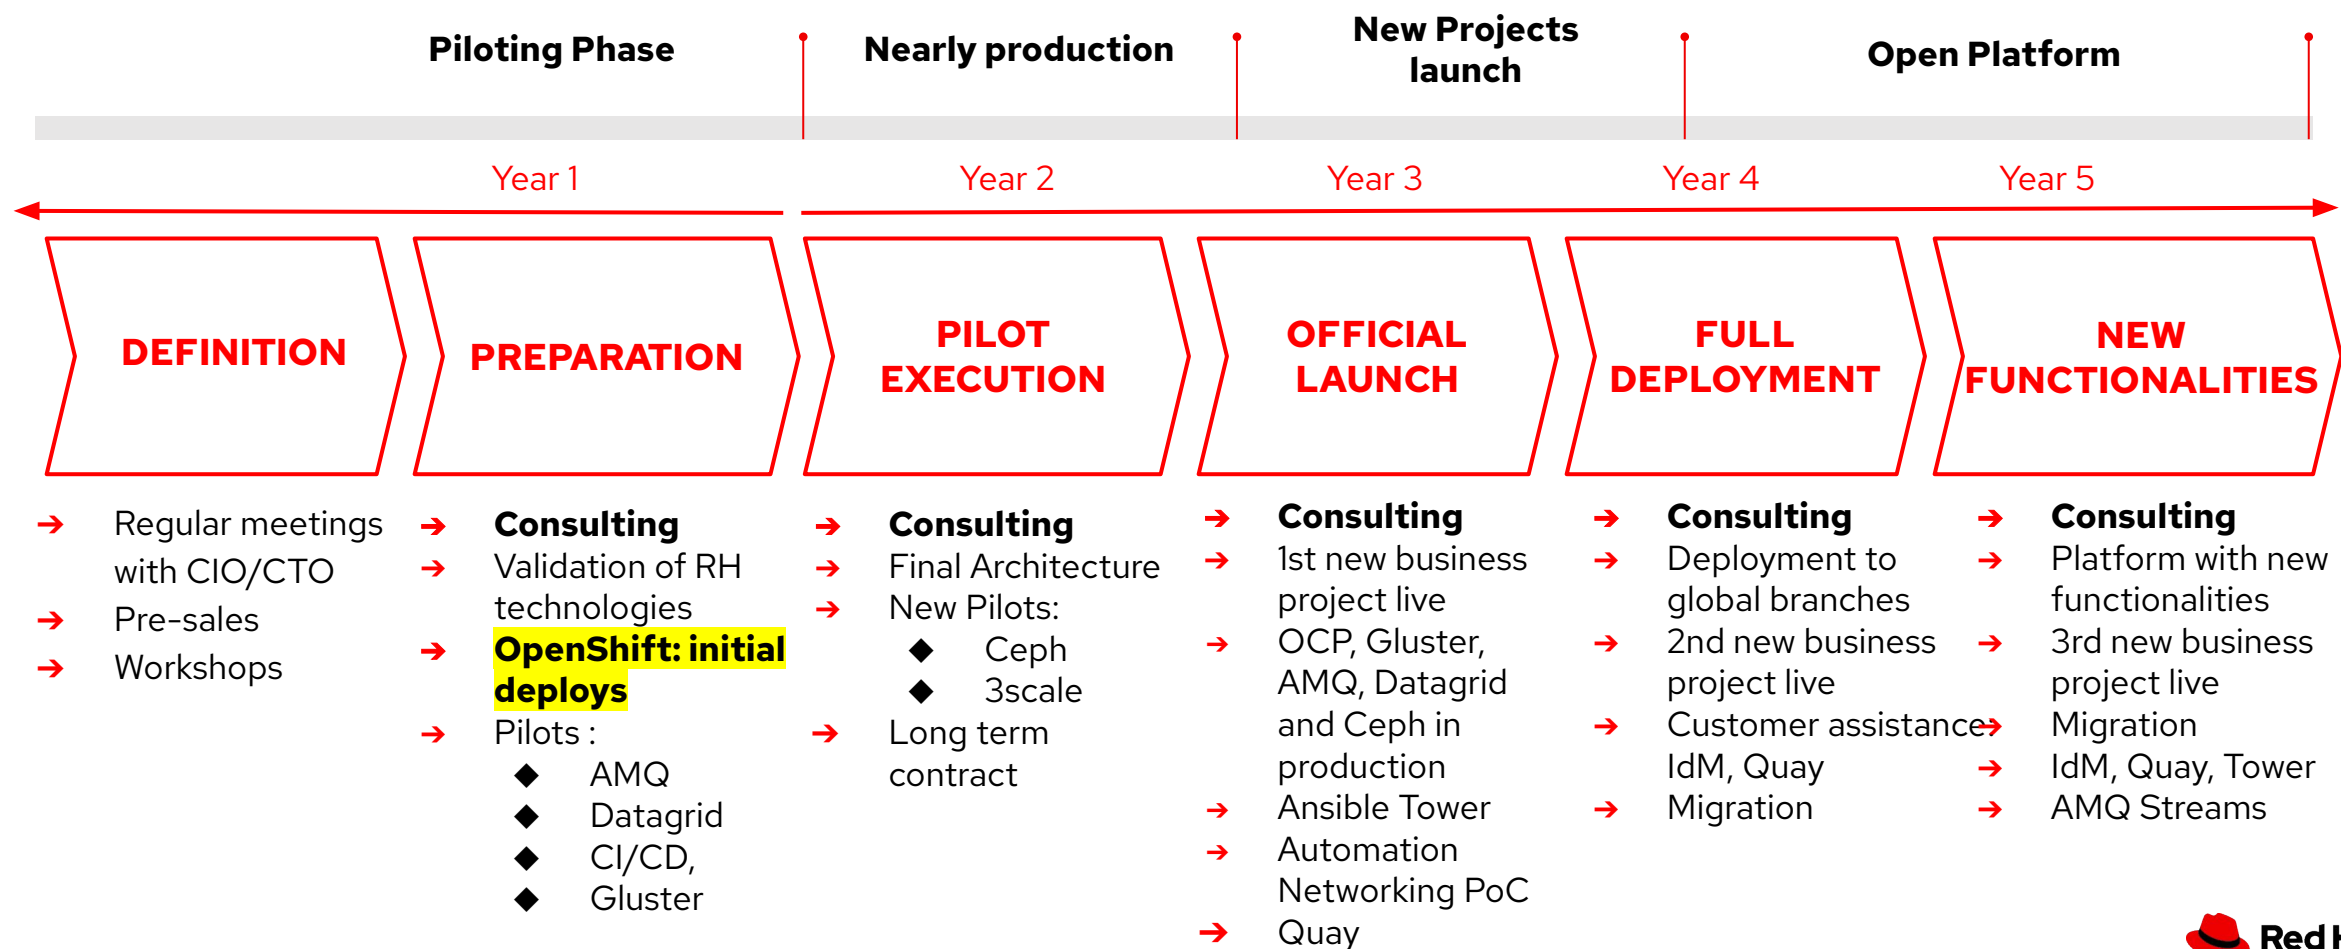 Piloting Phase
Nearly production
New Projects
launch
Open Platform
Year 1
Year 2
Year 3
Year 4
Year 5
DEFINITION
PREPARATION
PILOT
EXECUTION
OFFICIAL
LAUNCH
FULL
DEPLOYMENT
NEW
FUNCTIONALITIES
➔ Regular meetings
with CIO/CTO
➔ Pre-sales
➔ Workshops
➔ Consulting
➔ Validation of RH
technologies
➔ OpenShift: initial
deploys
➔ Pilots :
◆ AMQ
◆ Datagrid
◆ CI/CD,
◆ Gluster
➔ Consulting
➔ Final Architecture
➔ New Pilots:
◆ Ceph
◆ 3scale
➔ Long term
contract
➔ Consulting
➔ 1st new business
project live
➔ OCP, Gluster,
AMQ, Datagrid
and Ceph in
production
➔ Ansible Tower
➔ Automation
Networking PoC
➔ Quay
➔ Consulting
➔ Deployment to
global branches
➔ 2nd new business
project live
➔ Customer assistance:
IdM, Quay
➔ Migration
➔ Consulting
➔ Platform with new
functionalities
➔ 3rd new business
project live
➔ Migration
➔ IdM, Quay, Tower
➔ AMQ Streams
Red